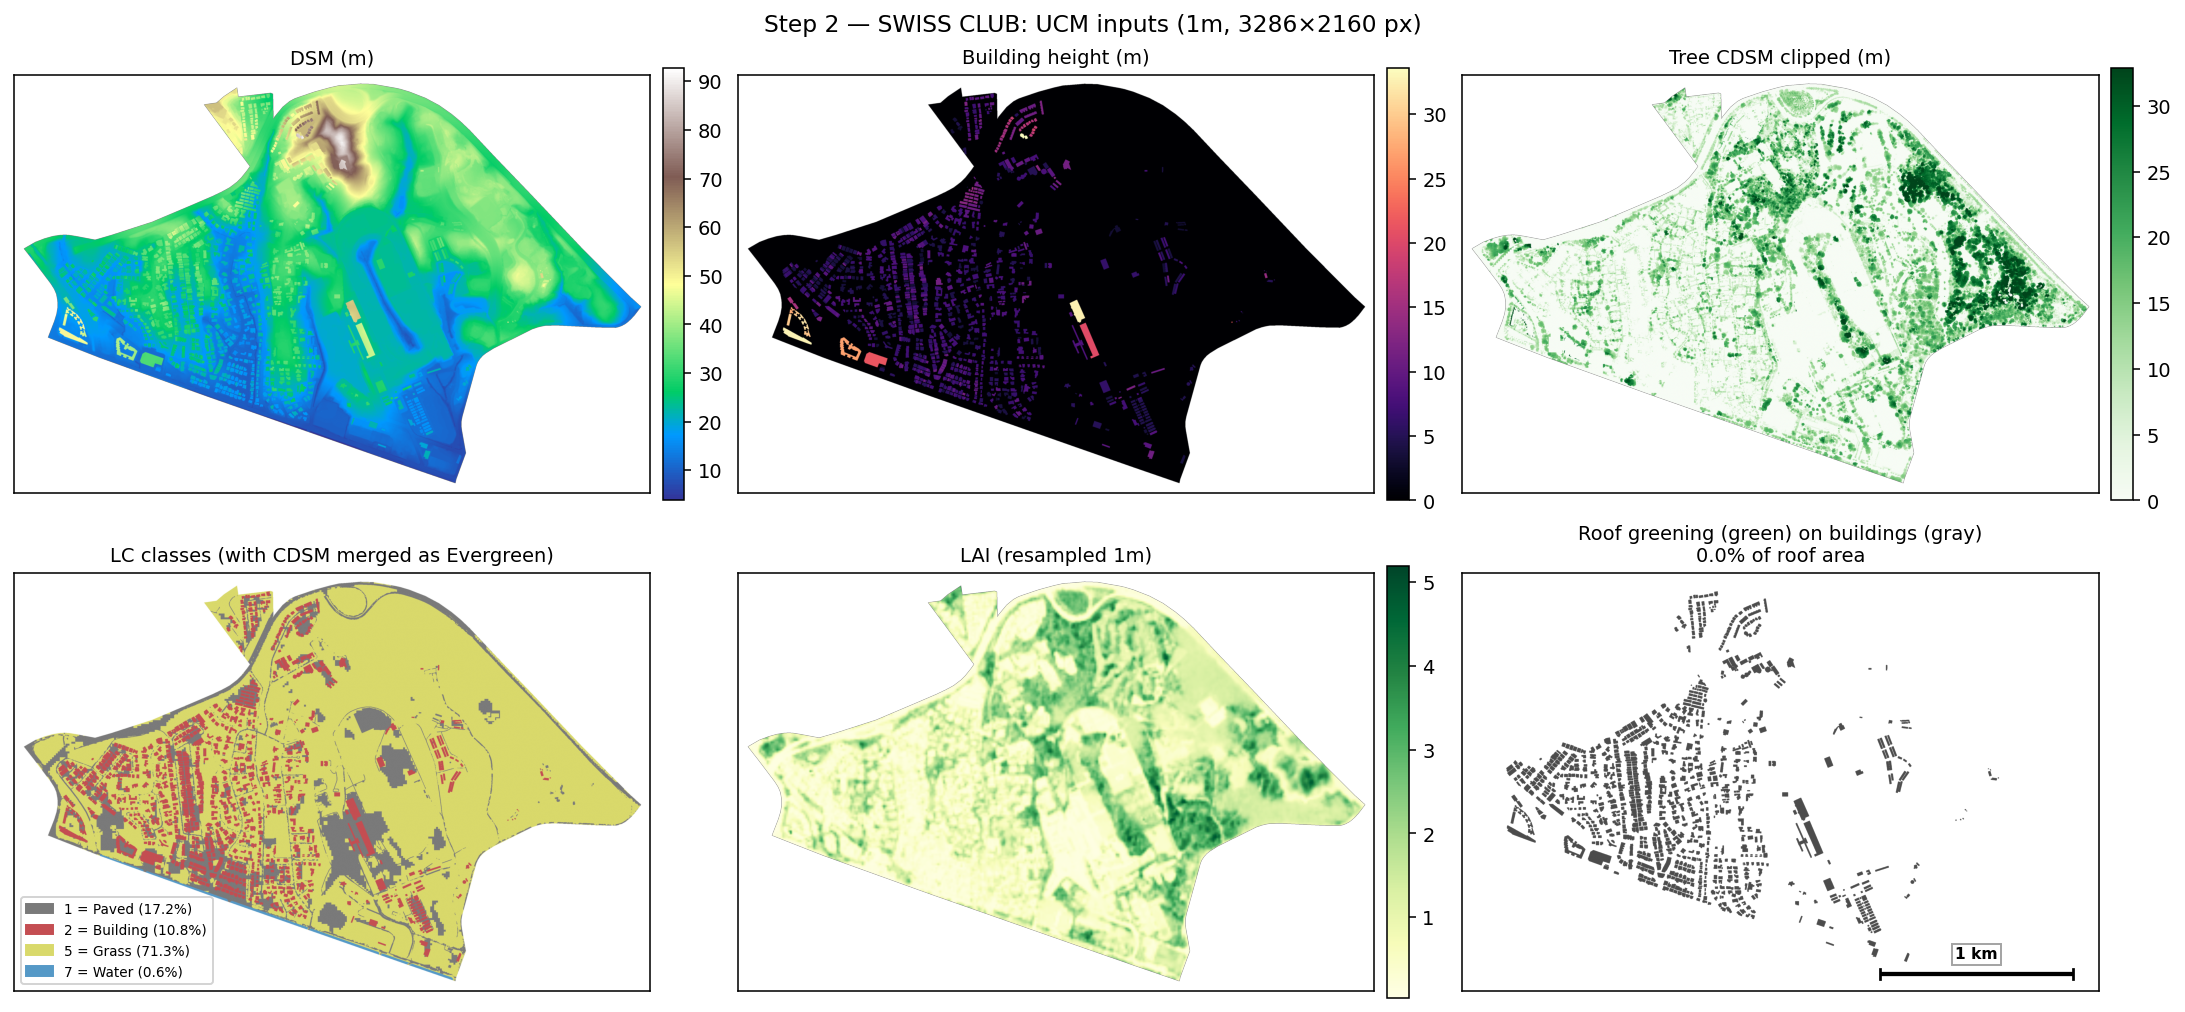 Step 2 — SWISS CLUB: UCM inputs (1m, 3286×2160 px)
DSM (m)
90
80
70
60
50
40
30
20
10
Building height (m)
30
25
20
15
10
5
0
Tree CDSM clipped (m)
30
25
20
15
10
5
0
LC classes (with CDSM merged as Evergreen)
1 = Paved (17.2%)
2 = Building (10.8%)
5 = Grass (71.3%)
7 = Water (0.6%)
LAI (resampled 1m)
5
4
3
2
1
Roof greening (green) on buildings (gray)
0.0% of roof area
1 km